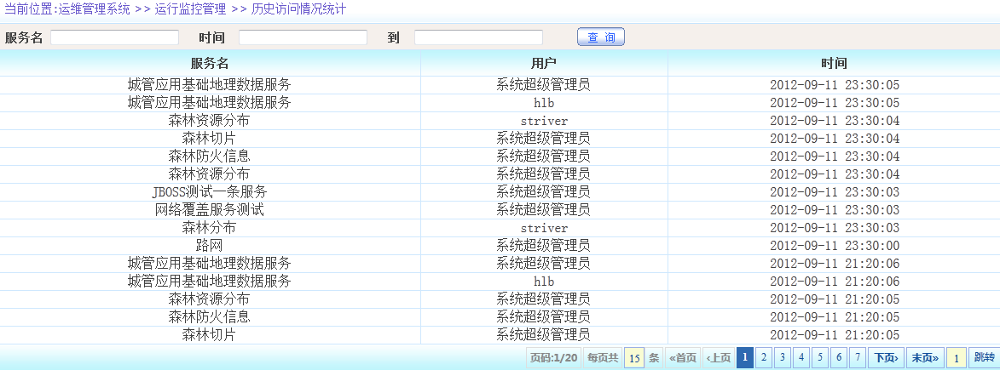 当前位置:运维管理系统 >> 运行监控管理 >> 历史访问情况统计
服务名 时间 到 查 询
服务名 用户 时间
城管应用基础地理数据服务 系统超级管理员 2012-09-11 23:30:05
城管应用基础地理数据服务 hlb 2012-09-11 23:30:05
森林资源分布 striver 2012-09-11 23:30:04
森林切片 系统超级管理员 2012-09-11 23:30:04
森林防火信息 系统超级管理员 2012-09-11 23:30:04
森林资源分布 系统超级管理员 2012-09-11 23:30:04
JBOSS测试一条服务 系统超级管理员 2012-09-11 23:30:03
网络覆盖服务测试 系统超级管理员 2012-09-11 23:30:03
森林分布 striver 2012-09-11 23:30:03
路网 系统超级管理员 2012-09-11 23:30:00
城管应用基础地理数据服务 系统超级管理员 2012-09-11 21:20:06
城管应用基础地理数据服务 hlb 2012-09-11 21:20:06
森林资源分布 系统超级管理员 2012-09-11 21:20:05
森林防火信息 系统超级管理员 2012-09-11 21:20:05
森林切片 系统超级管理员 2012-09-11 21:20:05
页码:1/20 每页共 15 条 «首页 ‹上页 1 2 3 4 5 6 7 下页› 末页» 1 跳转